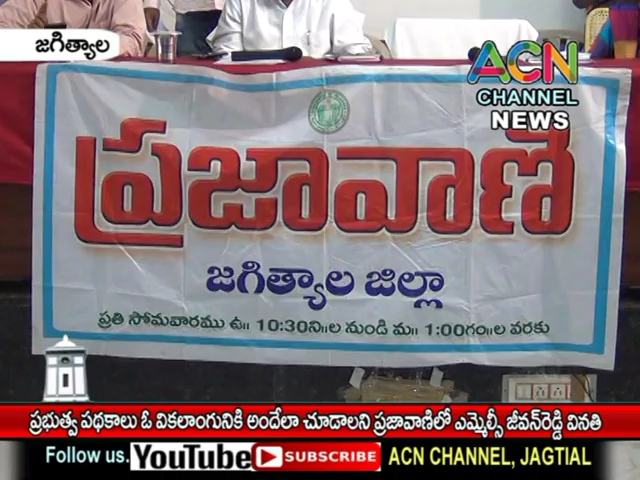 జగిత్యాల
ACN
CHANNEL
NEWS
ప్రజావాణి
జగిత్యాల జిల్లా
ప్రతి సోమవారము ఉ॥ 10:30ని॥ల నుండి మ॥ 1:00గం॥ల వరకు
ప్రభుత్వ పథకాలు ఓ వికలాంగునికి అందేలా చూడాలని ప్రజావాణిలో ఎమ్మెల్సీ జీవన్‌రెడ్డి వినతి
Follow us. YouTube SUBSCRIBE ACN CHANNEL, JAGTIAL